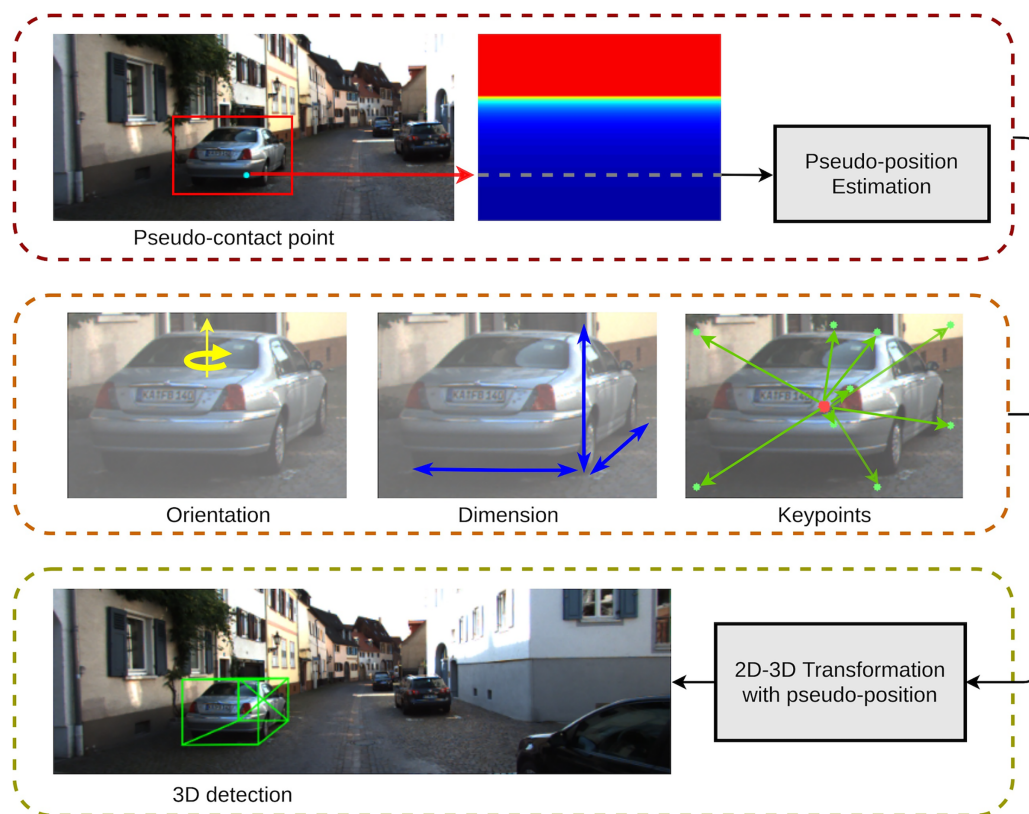 Pseudo-position
Estimation
Pseudo-contact point
Orientation
Dimension
Keypoints
2D-3D Transformation
with pseudo-position
3D detection